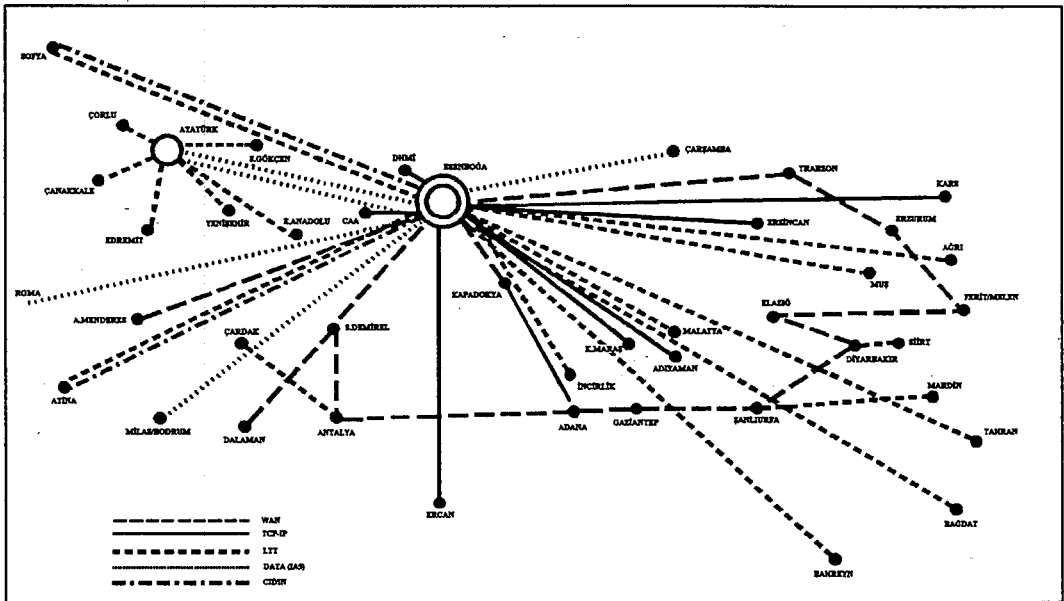 SOFYA
ÇORLU
ATATÜRK
S.GÖKÇEN
DHMİ
ESENBOĞA
ÇARŞAMBA
TRABZON
KARS
ÇANAKKALE
YENİŞEHİR
CAA
ERZİNCAN
ERZURUM
EDREMİT
E.ANADOLU
AĞRI
MUŞ
ROMA
KAPADOKYA
ELAZIĞ
FERİT/MELEN
A.MENDERES
ÇARDAK
S.DEMİREL
MALATYA
K.MARAŞ
ADIYAMAN
SİİRT
DİYARBAKIR
ATİNA
İNCİRLİK
MARDİN
MİLAS/BODRUM
DALAMAN
ANTALYA
ADANA
GAZİANTEP
ŞANLIURFA
TAHRAN
ERCAN
BAĞDAT
BAHREYN
WAN
TCP-IP
LTT
DATA (IAS)
CIDIN